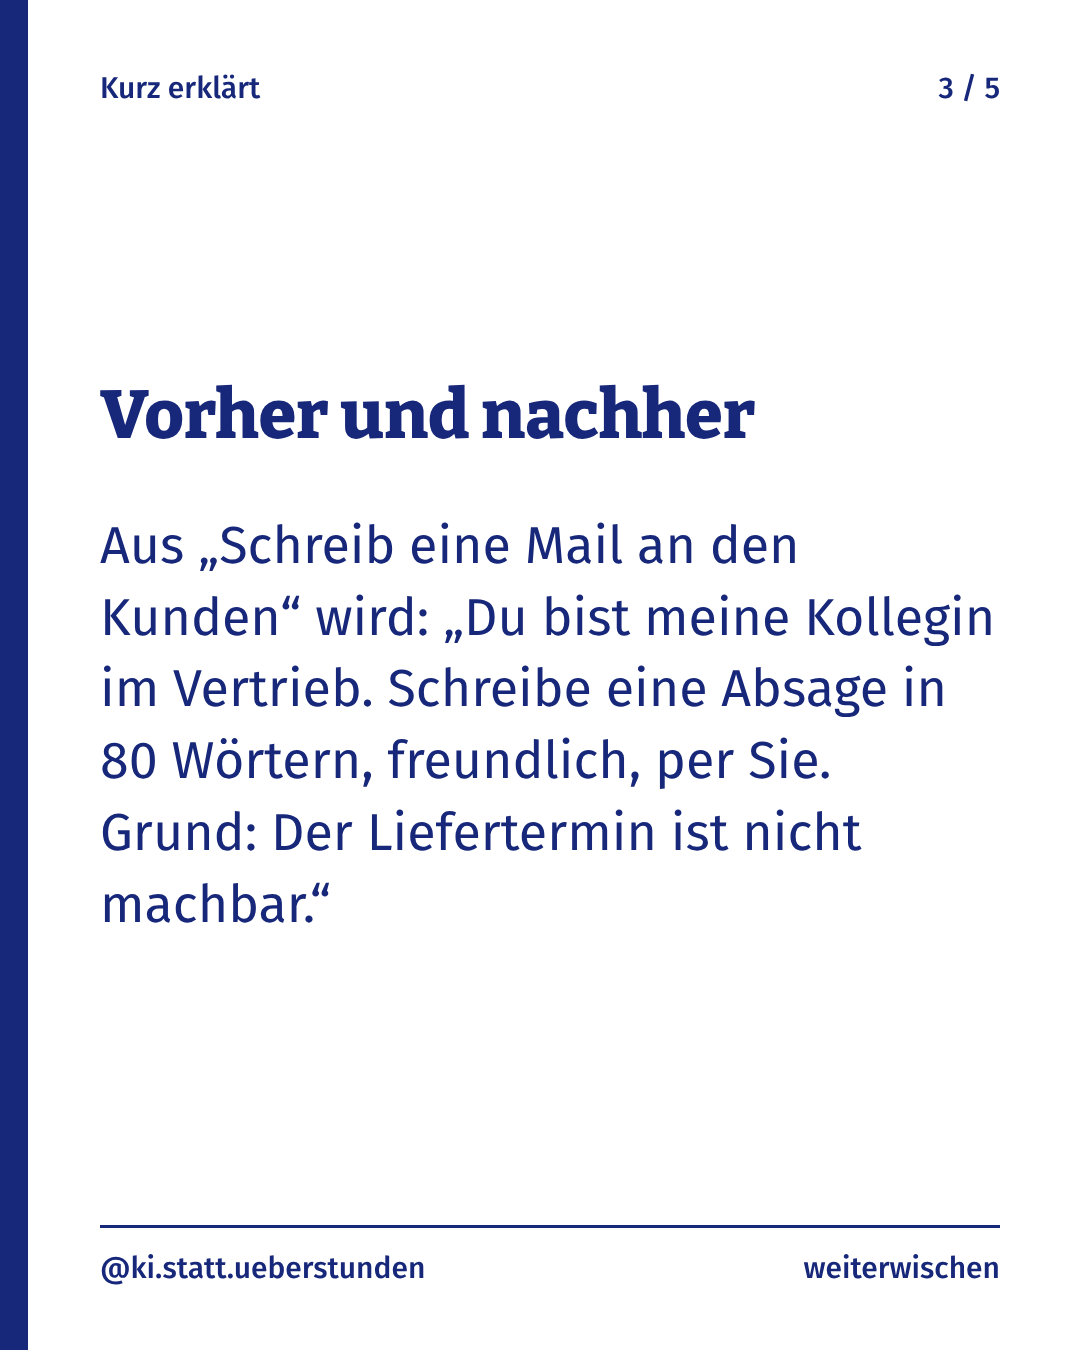 Kurz erklärt
3 / 5
Vorher und nachher
Aus „Schreib eine Mail an den
Kunden“ wird: „Du bist meine Kollegin
im Vertrieb. Schreibe eine Absage in
80 Wörtern, freundlich, per Sie.
Grund: Der Liefertermin ist nicht
machbar.“
@ki.statt.ueberstunden
weiterwischen